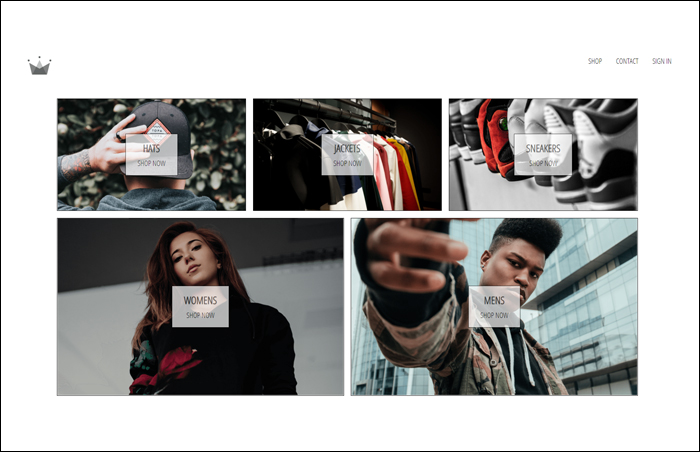 SHOP CONTACT SIGN IN
HATS
SHOP NOW
JACKETS
SHOP NOW
SNEAKERS
SHOP NOW
WOMENS
SHOP NOW
MENS
SHOP NOW